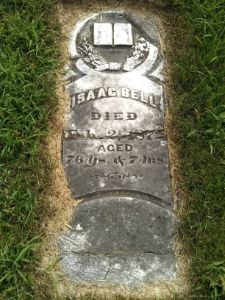 ISAAC BELL
DIED
AGED
76 Ys. & 7 Ms.